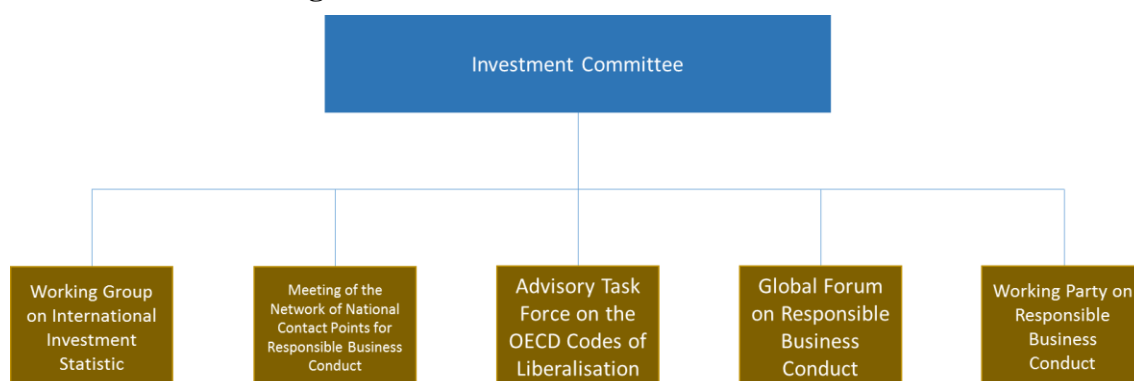 Investment Committee
Working Group
on International
Investment
Statistic
Meeting of the
Network of National
Contact Points for
Responsible Business
Conduct
Advisory Task
Force on the
OECD Codes of
Liberalisation
Global Forum
on Responsible
Business
Conduct
Working Party on
Responsible
Business
Conduct